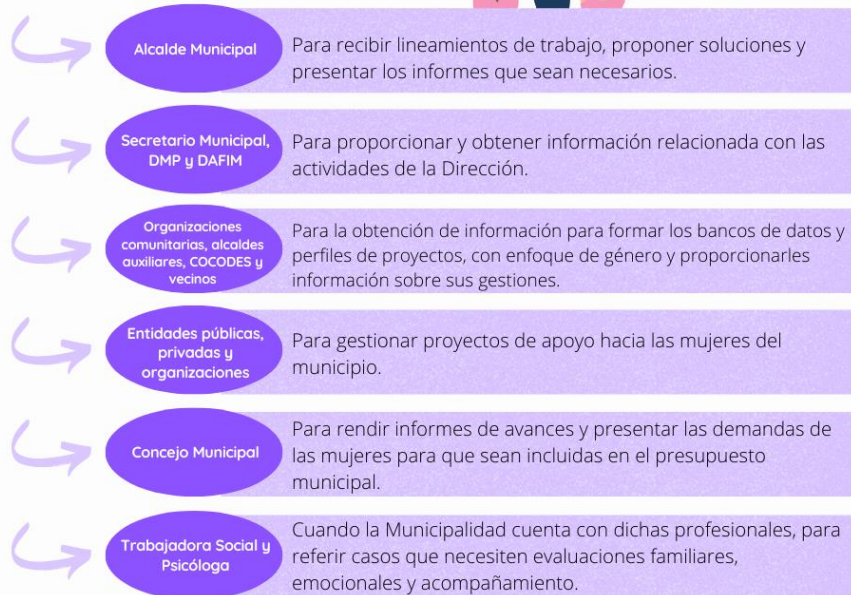 Alcalde Municipal
Para recibir lineamientos de trabajo, proponer soluciones y
presentar los informes que sean necesarios.
Secretario Municipal,
DMP y DAFIM
Para proporcionar y obtener información relacionada con las
actividades de la Dirección.
Organizaciones
comunitarias, alcaldes
auxiliares, COCODES y
vecinos
Para la obtención de información para formar los bancos de datos y
perfiles de proyectos, con enfoque de género y proporcionarles
información sobre sus gestiones.
Entidades públicas,
privadas y
organizaciones
Para gestionar proyectos de apoyo hacia las mujeres del
municipio.
Concejo Municipal
Para rendir informes de avances y presentar las demandas de
las mujeres para que sean incluidas en el presupuesto
municipal.
Trabajadora Social y
Psicóloga
Cuando la Municipalidad cuenta con dichas profesionales, para
referir casos que necesiten evaluaciones familiares,
emocionales y acompañamiento.